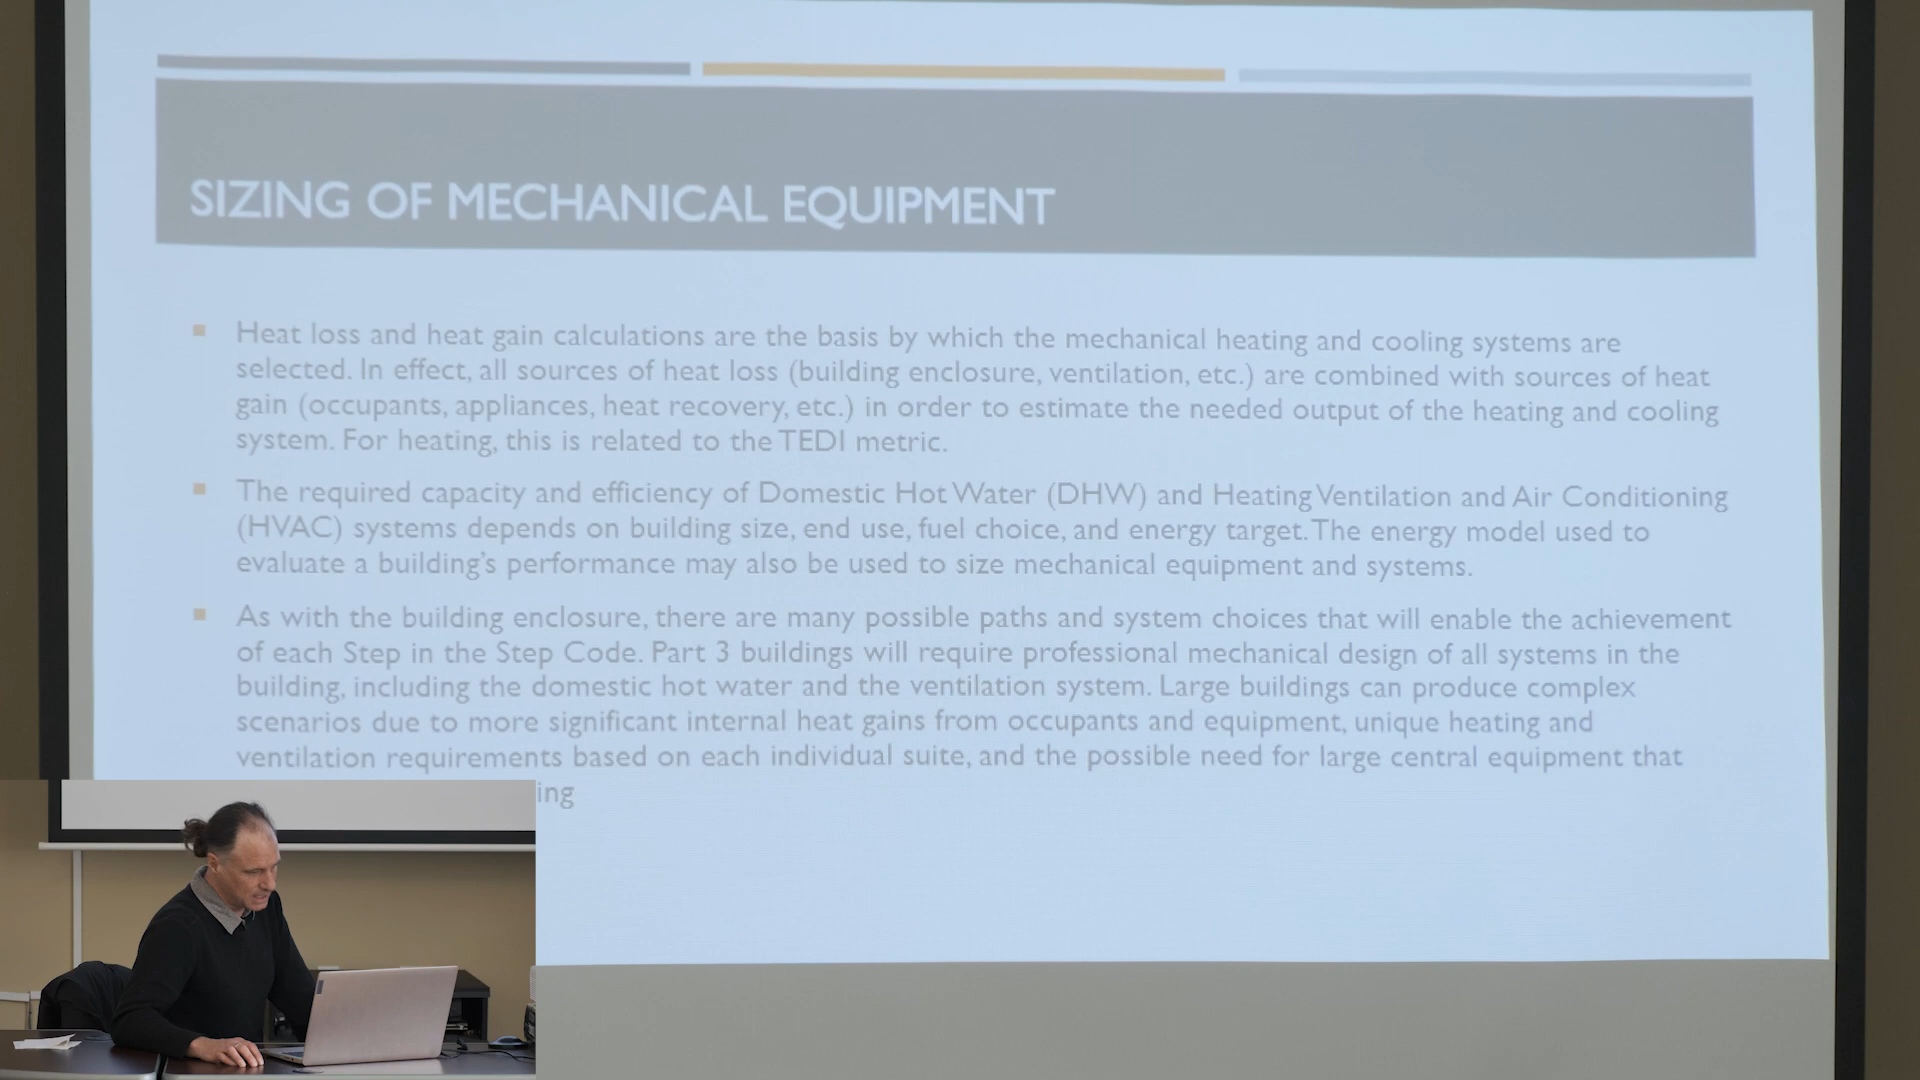 SIZING OF MECHANICAL EQUIPMENT
Heat loss and heat gain calculations are the basis by which the mechanical heating and cooling systems are
selected. In effect, all sources of heat loss (building enclosure, ventilation, etc.) are combined with sources of heat
gain (occupants, appliances, heat recovery, etc.) in order to estimate the needed output of the heating and cooling
system. For heating, this is related to the TEDI metric.
The required capacity and efficiency of Domestic Hot Water (DHW) and Heating Ventilation and Air Conditioning
(HVAC) systems depends on building size, end use, fuel choice, and energy target. The energy model used to
evaluate a building’s performance may also be used to size mechanical equipment and systems.
As with the building enclosure, there are many possible paths and system choices that will enable the achievement
of each Step in the Step Code. Part 3 buildings will require professional mechanical design of all systems in the
building, including the domestic hot water and the ventilation system. Large buildings can produce complex
scenarios due to more significant internal heat gains from occupants and equipment, unique heating and
ventilation requirements based on each individual suite, and the possible need for large central equipment that
ing